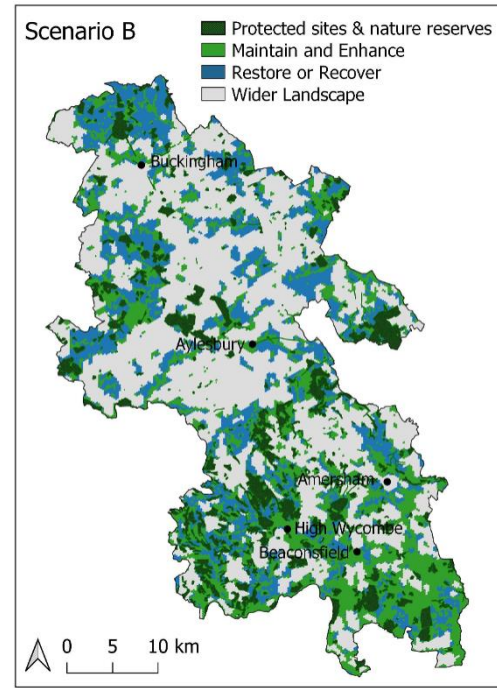 Scenario B
Protected sites & nature reserves
Maintain and Enhance
Restore or Recover
Wider Landscape
Buckingham
Aylesbury
Amersham
High Wycombe
Beaconsfield
0 5 10 km